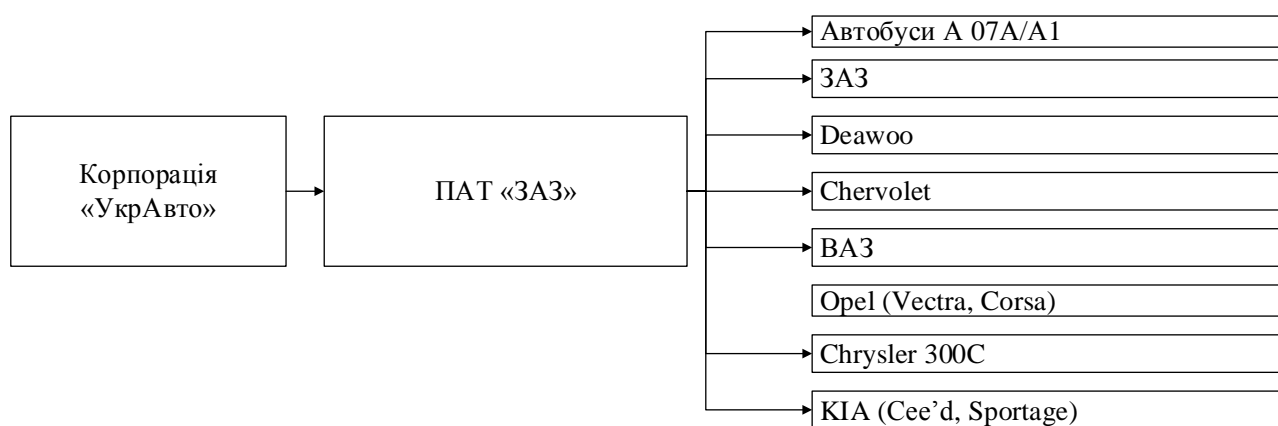 Автобуси А 07А/А1
ЗАЗ
Deawoo
Корпорація
«УкрАвто»
ПАТ «ЗАЗ»
Chervolet
ВАЗ
Opel (Vectra, Corsa)
Chrysler 300C
KIA (Cee’d, Sportage)